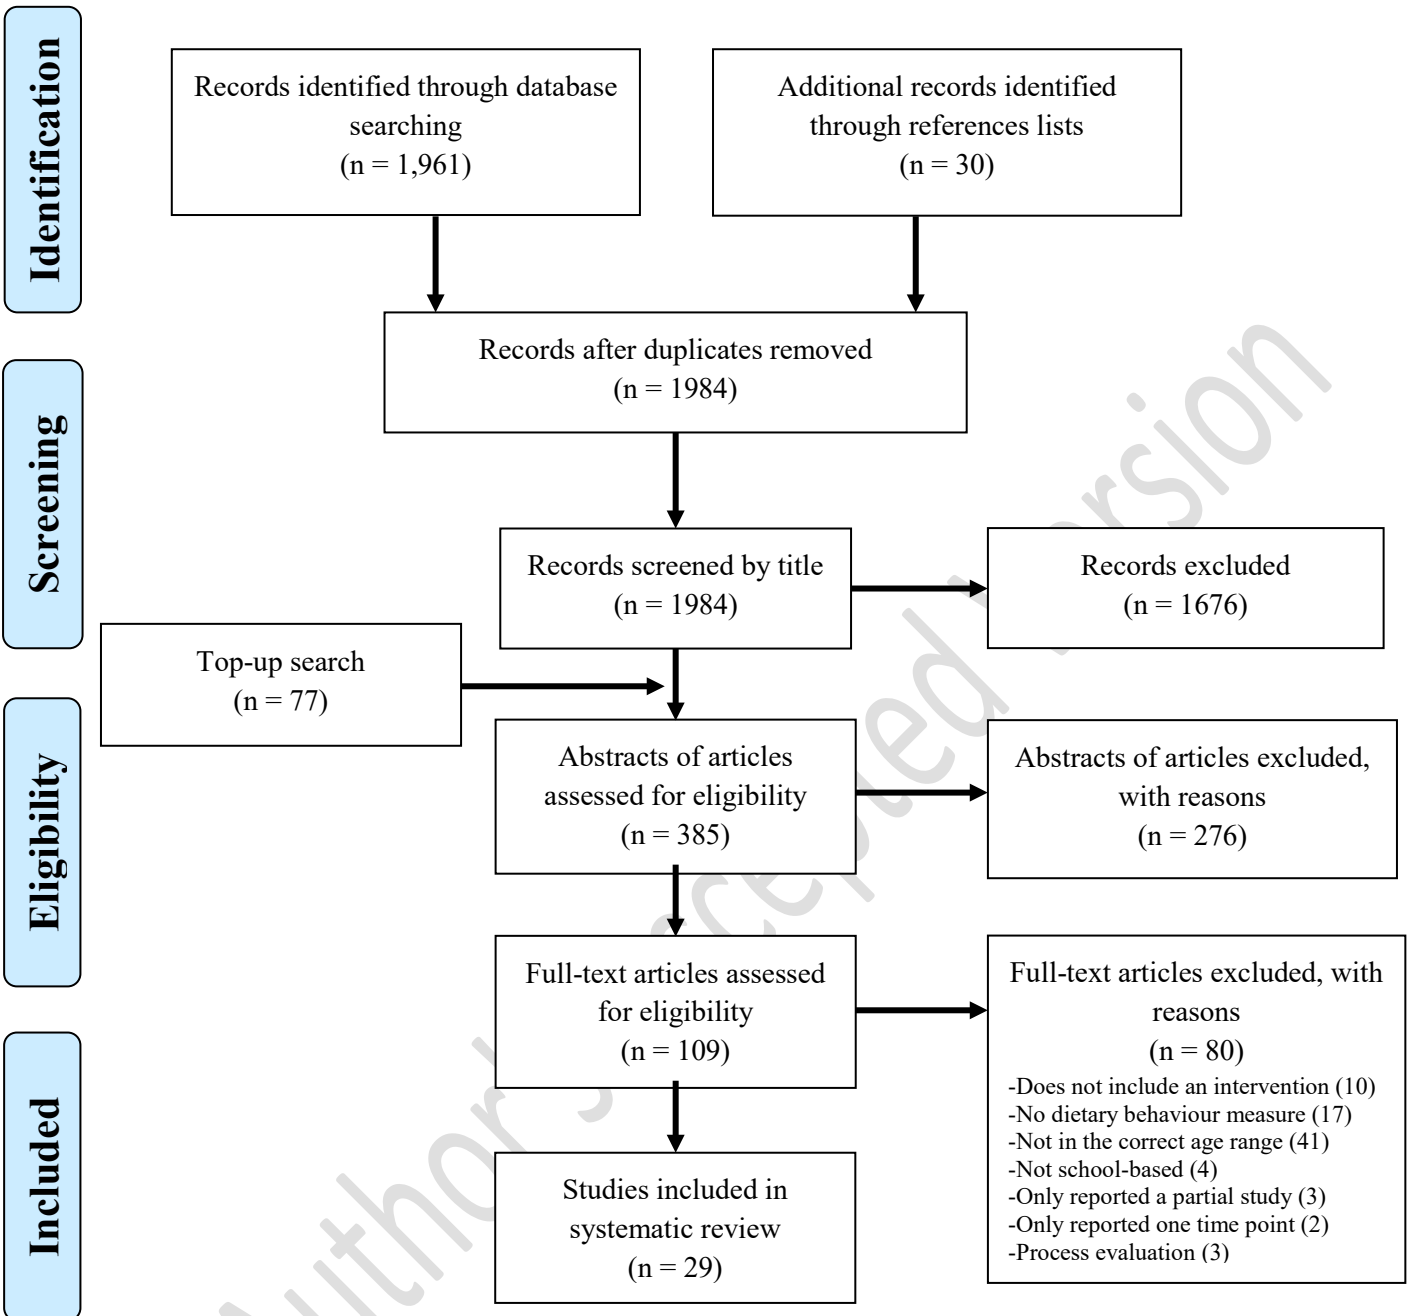 Identification
Records identified through database
searching
(n = 1,961)
Additional records identified
through references lists
(n = 30)
Records after duplicates removed
(n = 1984)
Screening
Records screened by title
(n = 1984)
Records excluded
(n = 1676)
Top-up search
(n = 77)
Eligibility
Abstracts of articles
assessed for eligibility
(n = 385)
Abstracts of articles excluded,
with reasons
(n = 276)
Full-text articles assessed
for eligibility
(n = 109)
Full-text articles excluded, with
reasons
(n = 80)
-Does not include an intervention (10)
-No dietary behaviour measure (17)
-Not in the correct age range (41)
-Not school-based (4)
-Only reported a partial study (3)
-Only reported one time point (2)
-Process evaluation (3)
Included
Studies included in
systematic review
(n = 29)